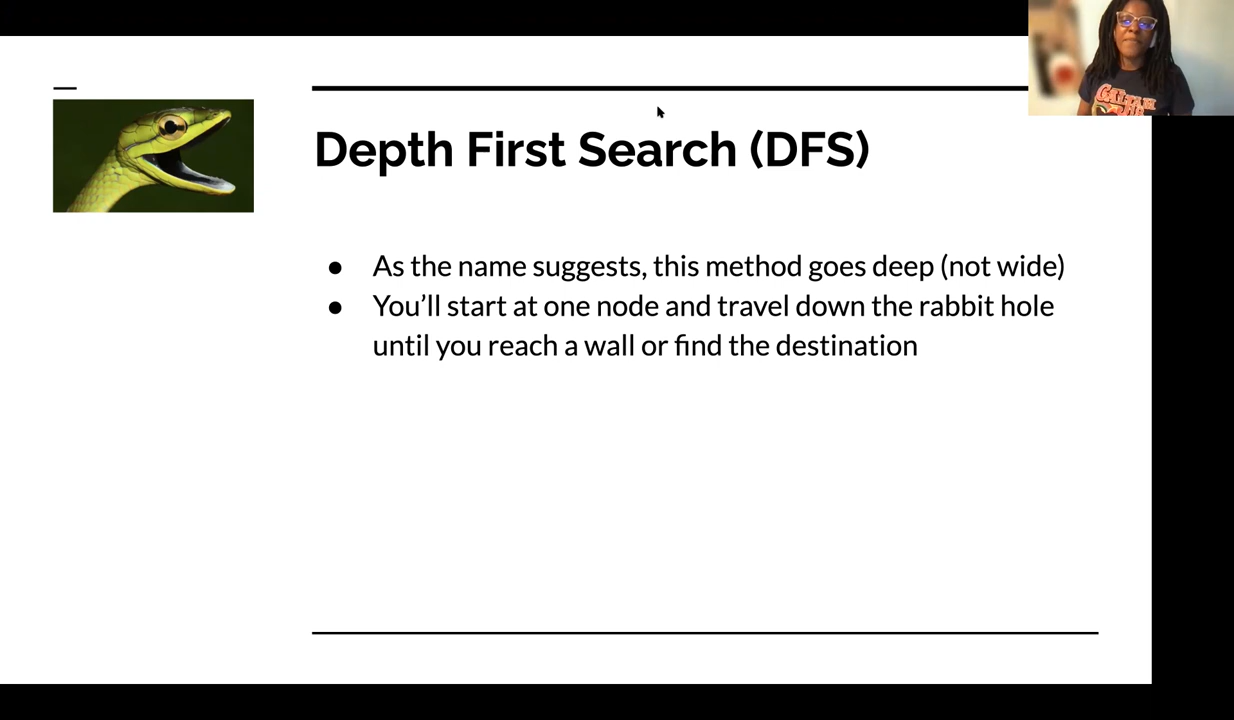 Depth First Search (DFS)
● As the name suggests, this method goes deep (not wide)
● You’ll start at one node and travel down the rabbit hole
until you reach a wall or find the destination